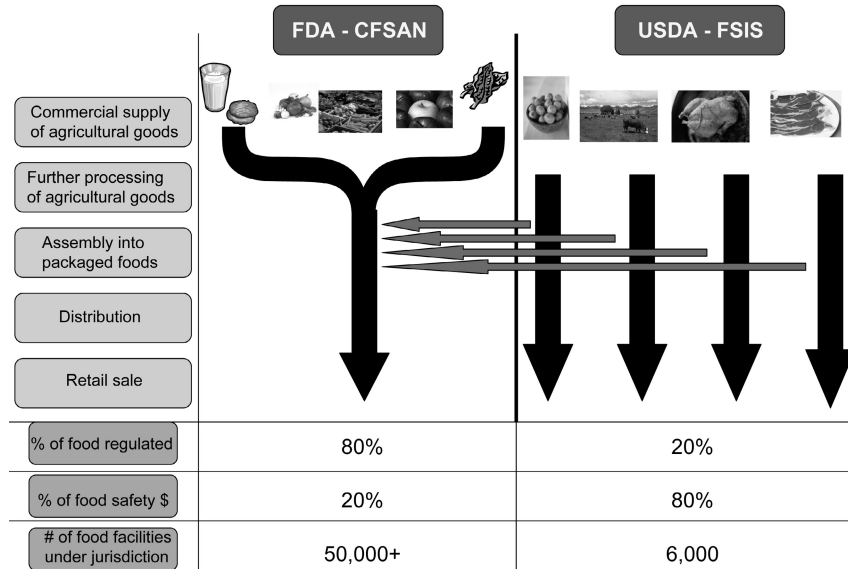 FDA - CFSAN
USDA - FSIS
Commercial supply
of agricultural goods
Further processing
of agricultural goods
Assembly into
packaged foods
Distribution
Retail sale
% of food regulated
80%
20%
% of food safety $
20%
80%
# of food facilities
under jurisdiction
50,000+
6,000